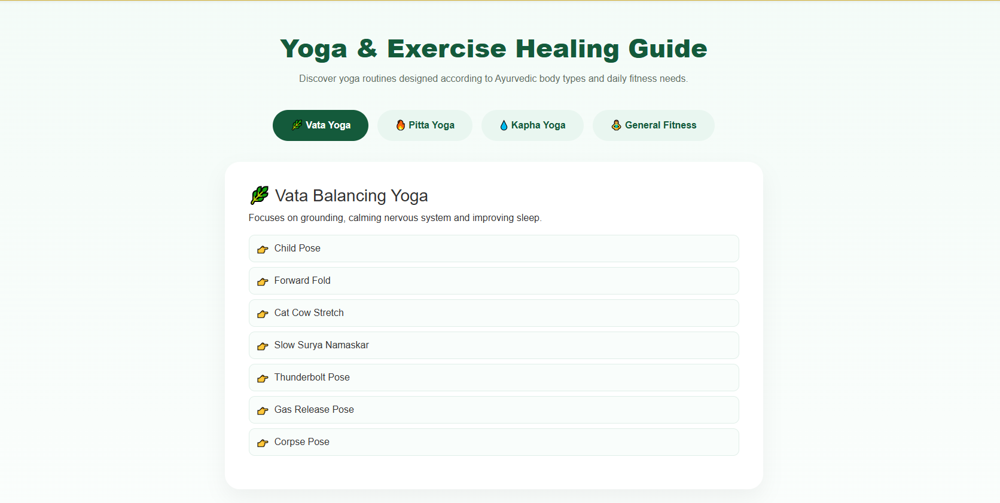 Yoga & Exercise Healing Guide
Discover yoga routines designed according to Ayurvedic body types and daily fitness needs.
Vata Yoga
Pitta Yoga
Kapha Yoga
General Fitness
Vata Balancing Yoga
Focuses on grounding, calming nervous system and improving sleep.
Child Pose
Forward Fold
Cat Cow Stretch
Slow Surya Namaskar
Thunderbolt Pose
Gas Release Pose
Corpse Pose